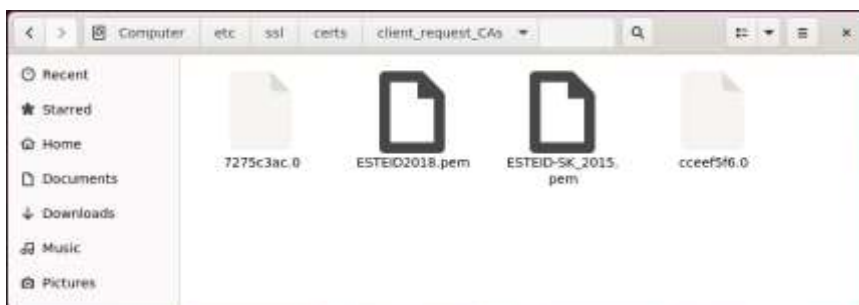 Computer etc ssl certs client_request_CAs
Recent
Starred
Home
Documents
Downloads
Music
Pictures
7275c3ac.0
ESTEID2018.pem
ESTEID-SK_2015.
pem
cceef5f6.0